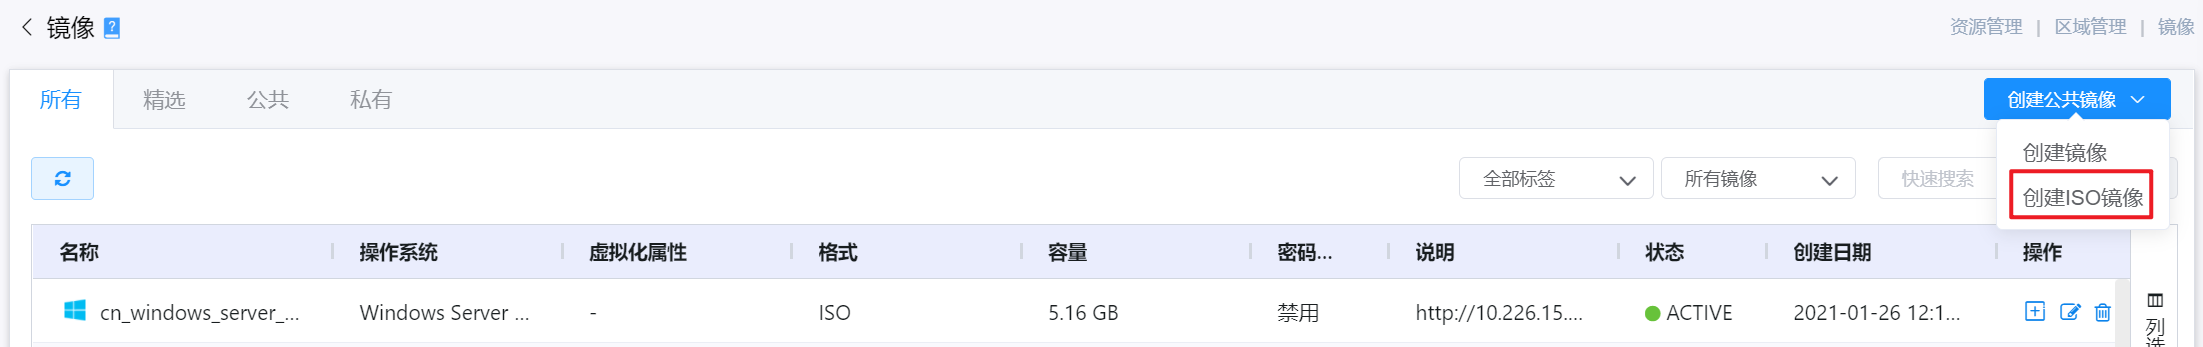 镜像
资源管理 | 区域管理 | 镜像
所有 精选 公共 私有
创建公共镜像
创建镜像
创建ISO镜像
全部标签 所有镜像 快速搜索
名称 操作系统 虚拟化属性 格式 容量 密码... 说明 状态 创建日期 操作
cn_windows_server_... Windows Server ... - ISO 5.16 GB 禁用 http://10.226.15.... ACTIVE 2021-01-26 12:1...
列
选